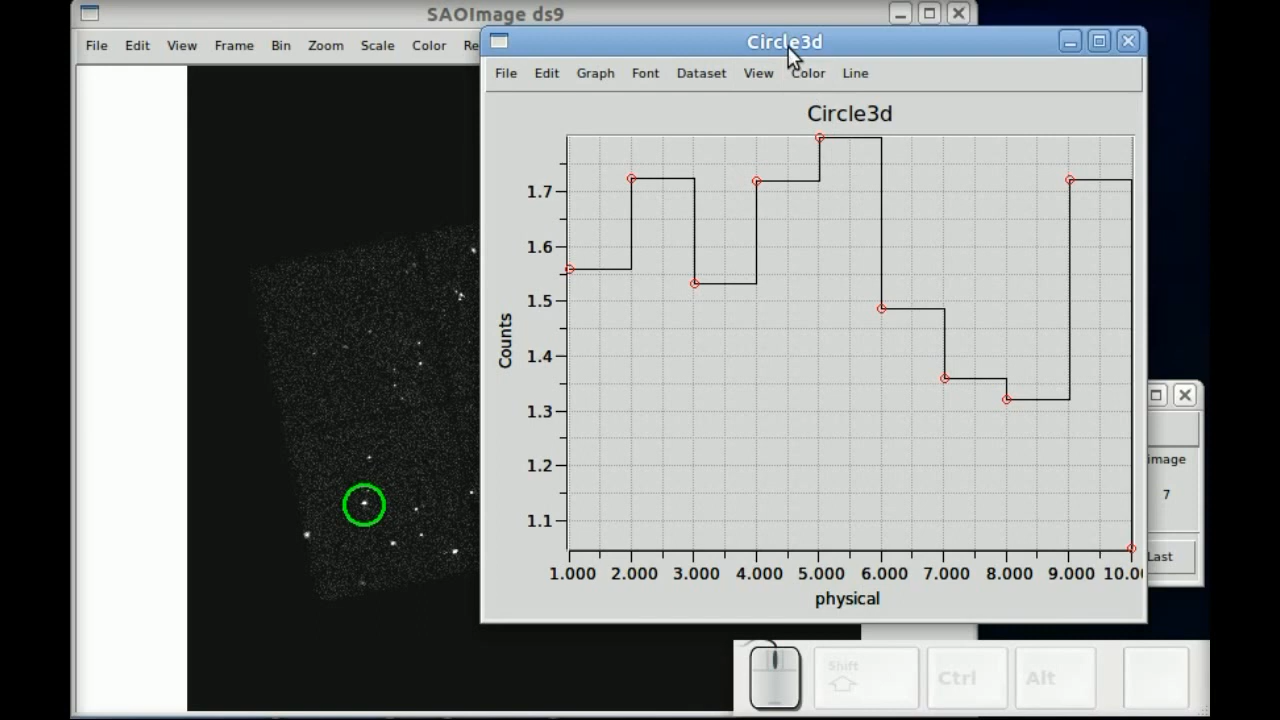 SAOImage ds9
File Edit View Frame Bin Zoom Scale Color Re
Circle3d
File Edit Graph Font Dataset View Color Line
Circle3d
1.7
1.6
1.5
1.4
1.3
1.2
1.1
Counts
1.000 2.000 3.000 4.000 5.000 6.000 7.000 8.000 9.000 10.0
physical
image
7
Last
Shift
Ctrl
Alt